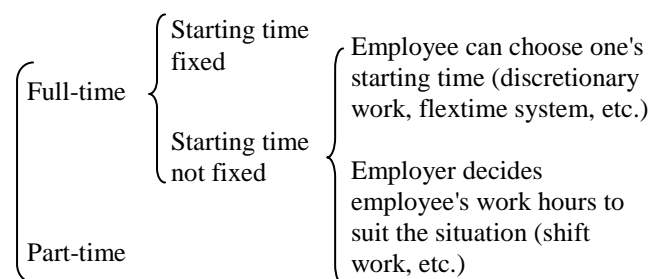 Full-time
Starting time
fixed
Starting time
not fixed
Employee can choose one's
starting time (discretionary
work, flextime system, etc.)
Employer decides
employee's work hours to
suit the situation (shift
work, etc.)
Part-time